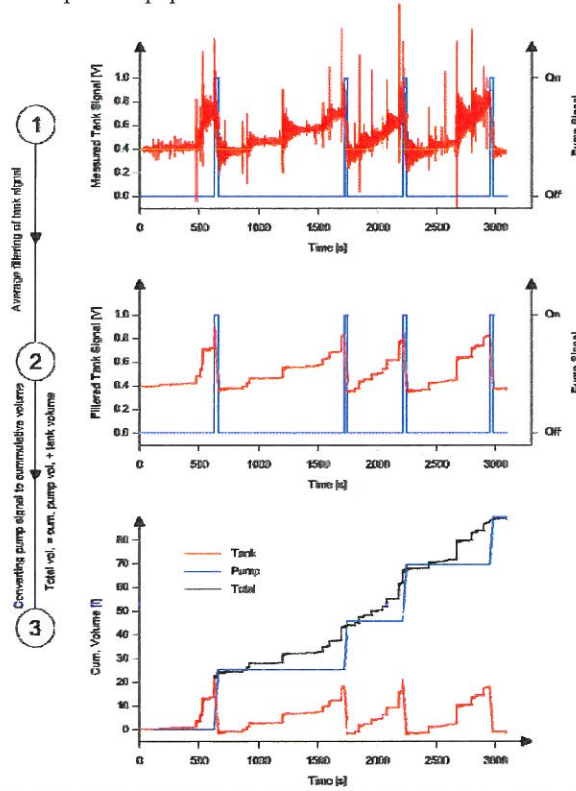 1
Average filtering of tank signal
2
Converting pump signal to cummulative volume
Total vol. = cum. pump vol. + tank volume
3
Measured Tank Signal [V]
1.0
0.8
0.6
0.4
0.2
0.0
On
Off
Pump Signal
0 500 1000 1500 2000 2500 3000
Time [s]
Filtered Tank Signal [V]
1.0
0.8
0.6
0.4
0.2
0.0
On
Off
Pump Signal
0 500 1000 1500 2000 2500 3000
Time [s]
Cum. Volume [l]
80
70
60
50
40
30
20
10
0
Tank
Pump
Total
0 500 1000 1500 2000 2500 3000
Time [s]